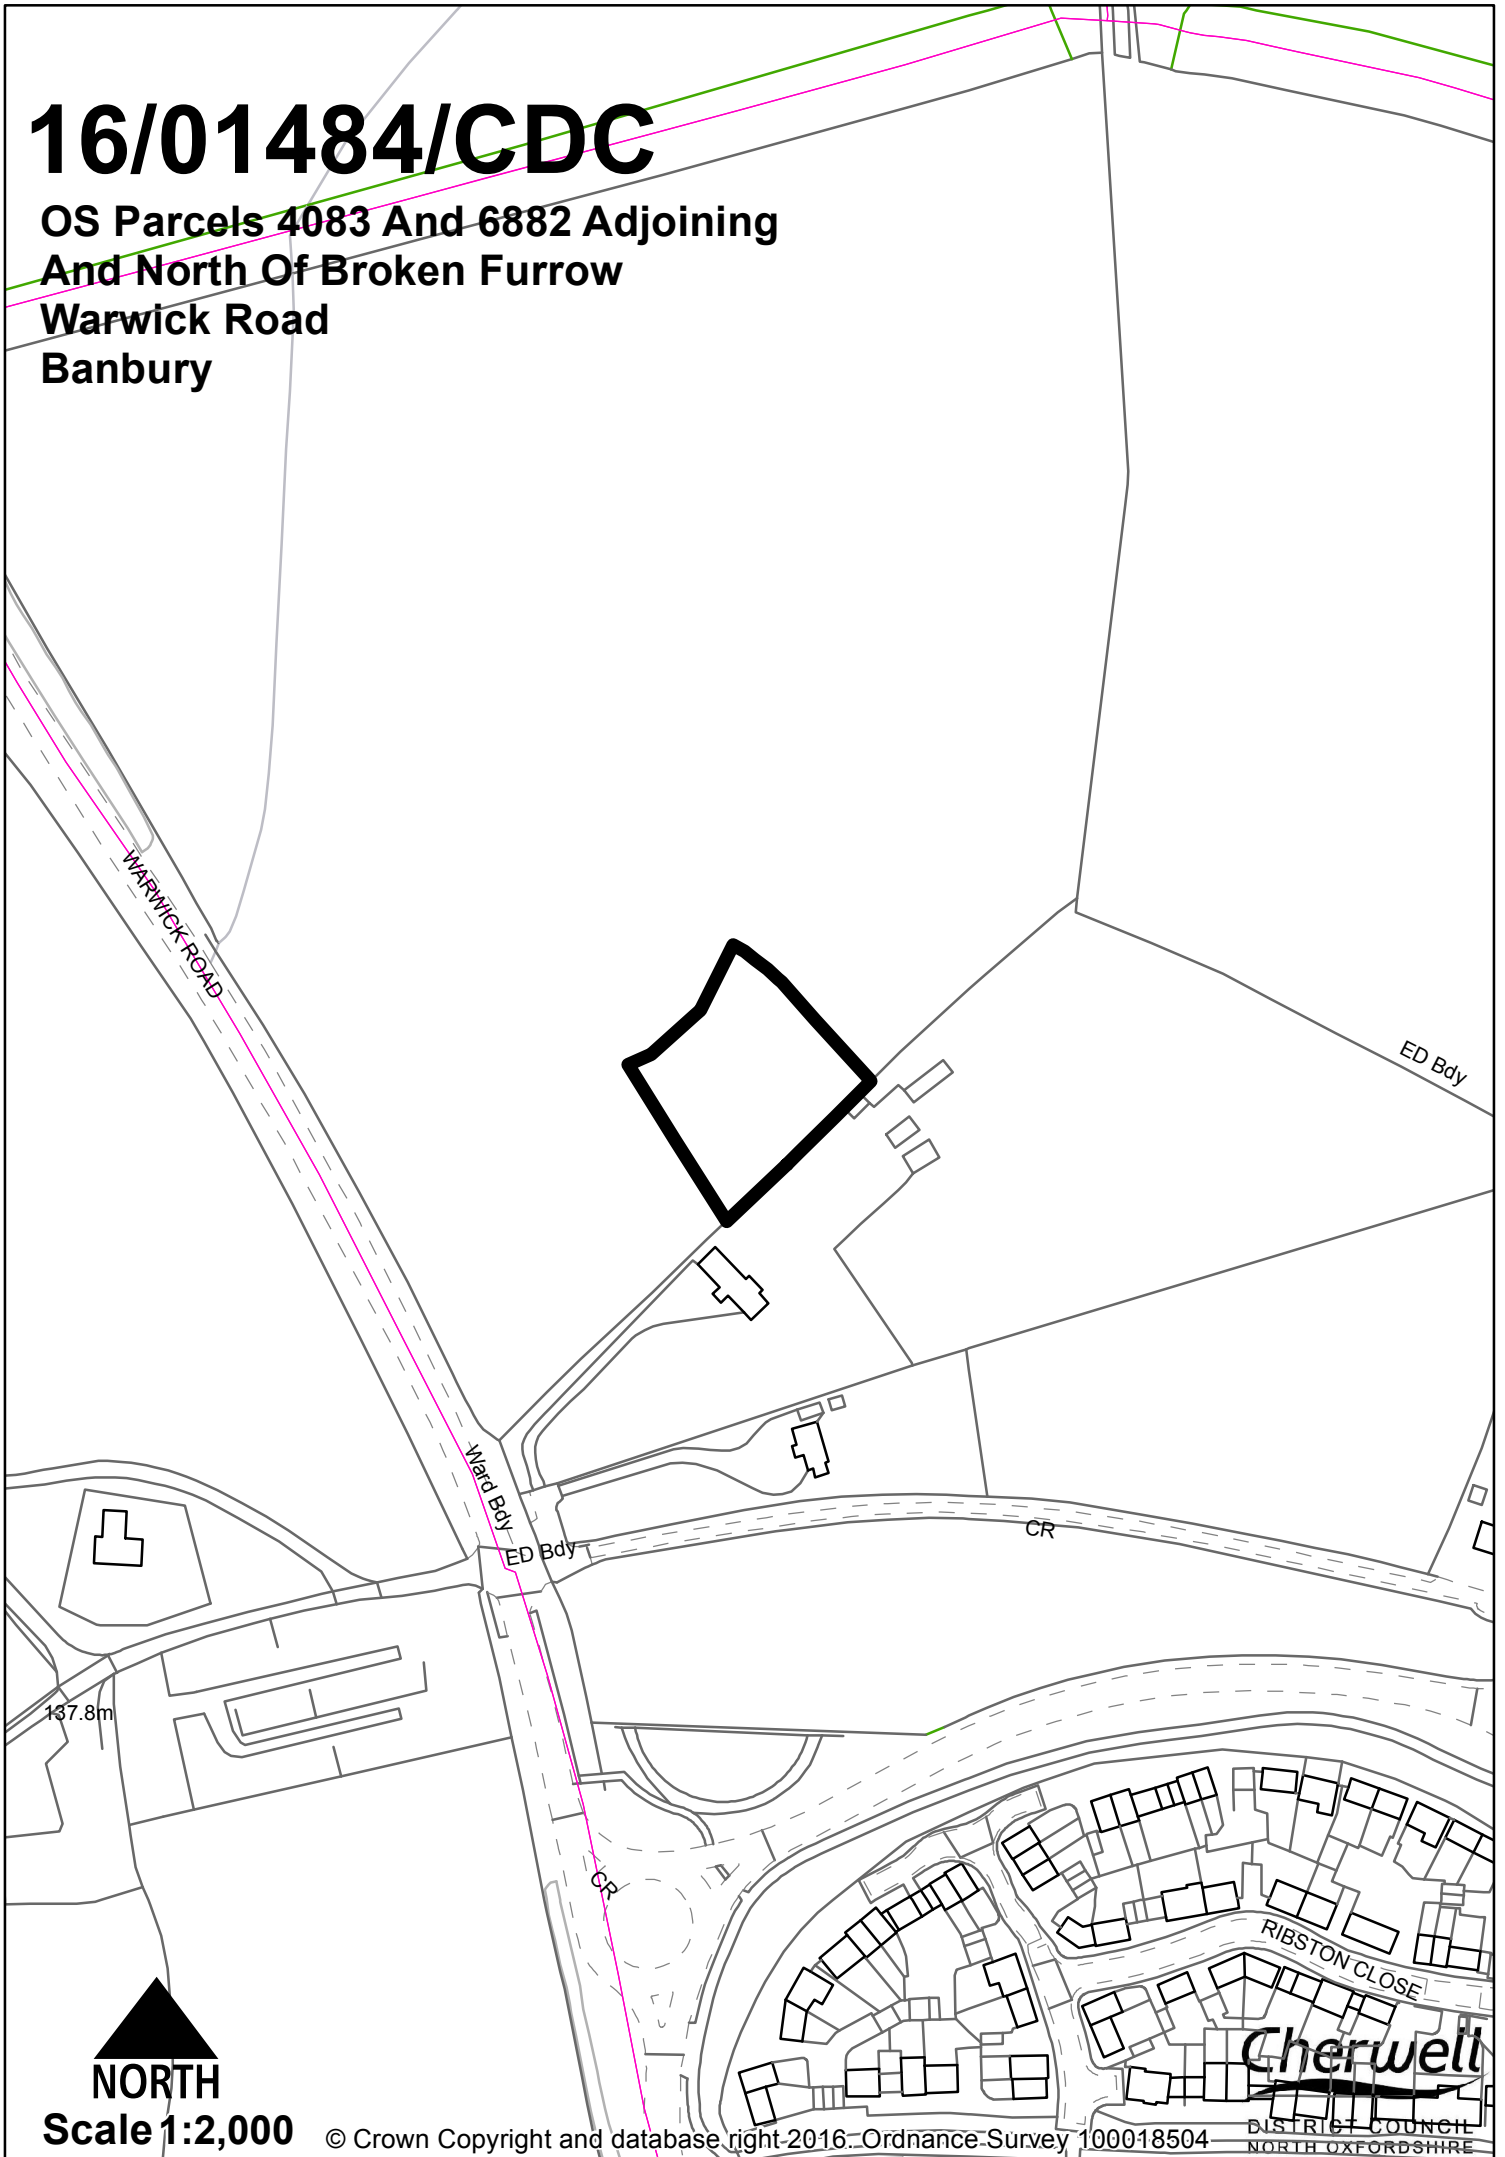 16/01484/CDC
OS Parcels 4083 And 6882 Adjoining
And North Of Broken Furrow
Warwick Road
Banbury
WARWICK ROAD
ED Bdy
Ward Bdy
ED Bdy
CR
137.8m
CR
RIBSTON CLOSE
NORTH
Scale 1:2,000
© Crown Copyright and database right 2016. Ordnance Survey 100018504
Cherwell
DISTRICT COUNCIL
NORTH OXFORDSHIRE